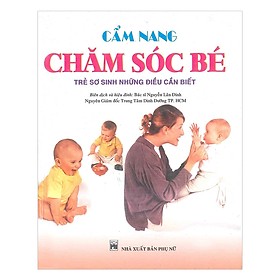 CẨM NANG
CHĂM SÓC BÉ
TRẺ SƠ SINH NHỮNG ĐIỀU CẦN BIẾT
Biên dịch và hiệu đính: Bác sĩ Nguyễn Lân Đính
Nguyên Giám đốc Trung Tâm Dinh Dưỡng TP. HCM
NHÀ XUẤT BẢN PHỤ NỮ